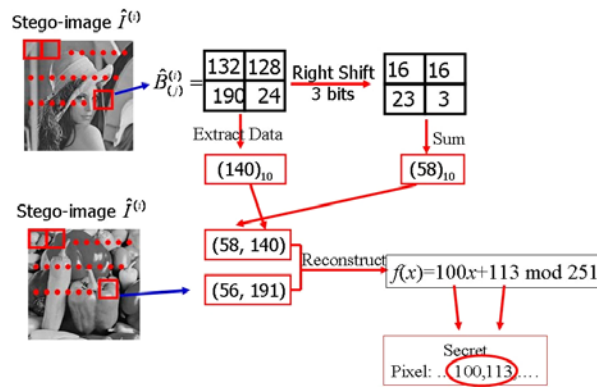 Stego-image Î⁽ⁱ⁾
B̂₍ⱼ₎⁽ⁱ⁾
132 128
190 24
Right Shift
3 bits
16 16
23 3
Extract Data
Sum
(140)₁₀
(58)₁₀
Stego-image Î⁽ⁱ⁾
(58, 140)
(56, 191)
Reconstruct
f(x)=100x+113 mod 251
Secret
Pixel: ...100,113,....